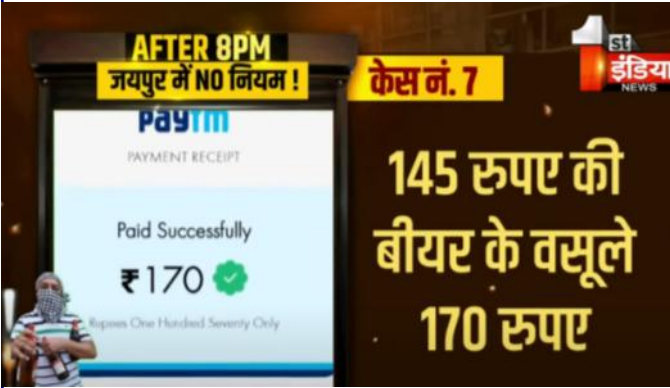 AFTER 8PM
जयपुर में NO नियम !
केस नं. 7
1st
इंडिया
NEWS
Paytm
PAYMENT RECEIPT
Paid Successfully
₹170
Rupees One Hundred Seventy Only
145 रुपए की
बीयर के वसूले
170 रुपए